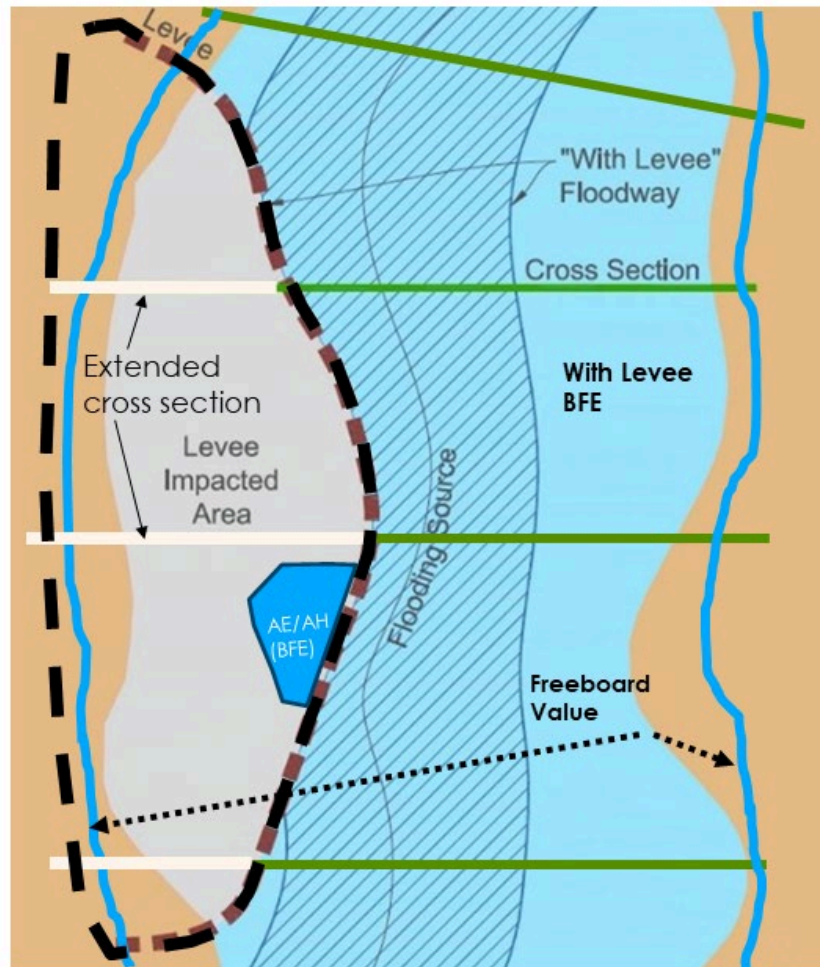 Levee
"With Levee"
Floodway
Cross Section
Extended
cross section
With Levee
BFE
Levee
Impacted
Area
Flooding Source
AE/AH
(BFE)
Freeboard
Value